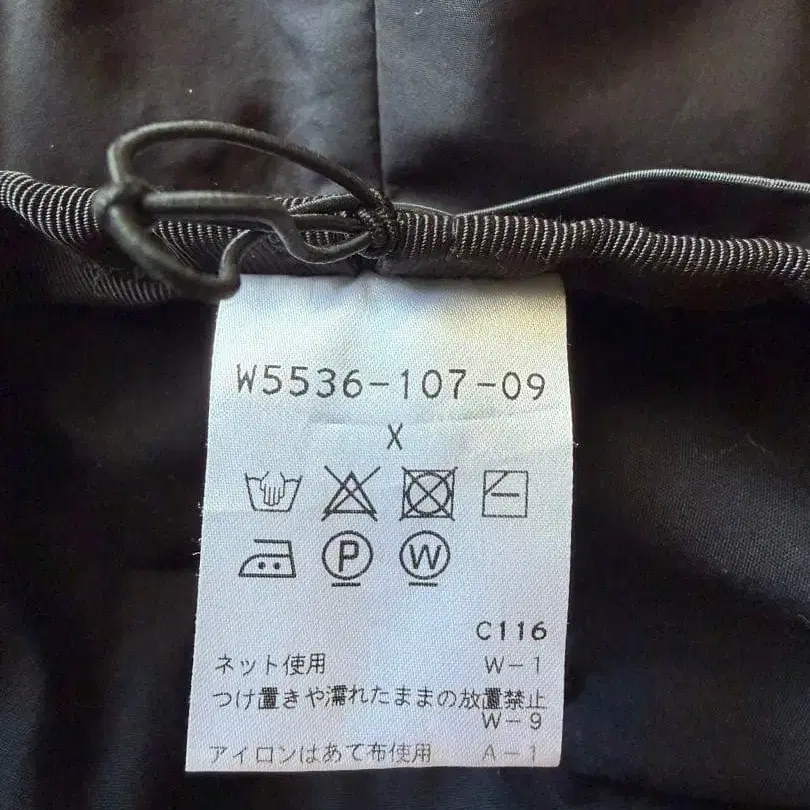 W5536-107-09
X
P W
C116
ネット使用 W-1
つけ置きや濡れたままの放置禁止
W-9
アイロンはあて布使用 A-1